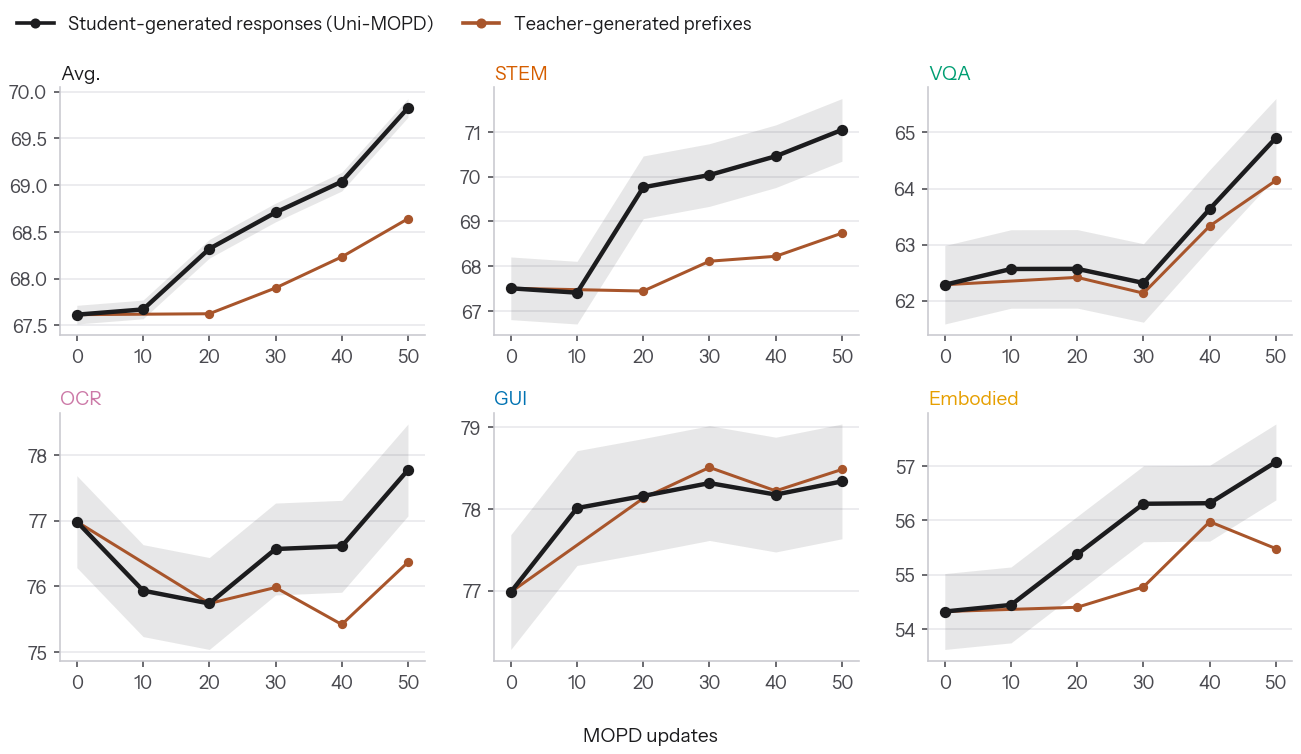 Student-generated responses (Uni-MOPD) Teacher-generated prefixes
Avg. STEM VQA
70.0
69.5
69.0
68.5
68.0
67.5
0 10 20 30 40 50
71
70
69
68
67
0 10 20 30 40 50
65
64
63
62
0 10 20 30 40 50
OCR GUI Embodied
78
77
76
75
0 10 20 30 40 50
79
78
77
0 10 20 30 40 50
57
56
55
54
0 10 20 30 40 50
MOPD updates